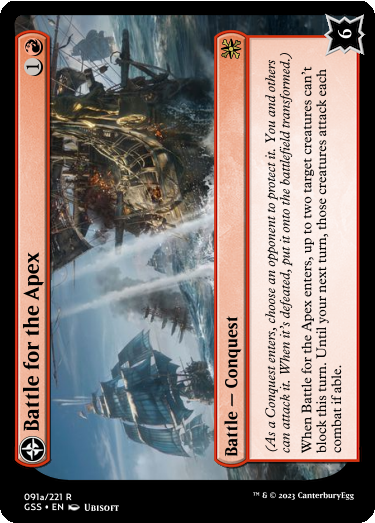 Battle for the Apex
1
Battle — Conquest
(As a Conquest enters, choose an opponent to protect it. You and others
can attack it. When it's defeated, put it onto the battlefield transformed.)
When Battle for the Apex enters, up to two target creatures can't
block this turn. Until your next turn, those creatures attack each
combat if able.
6
091a/221 R
GSS • EN Ubisoft
™ & © 2023 CanterburyEgg